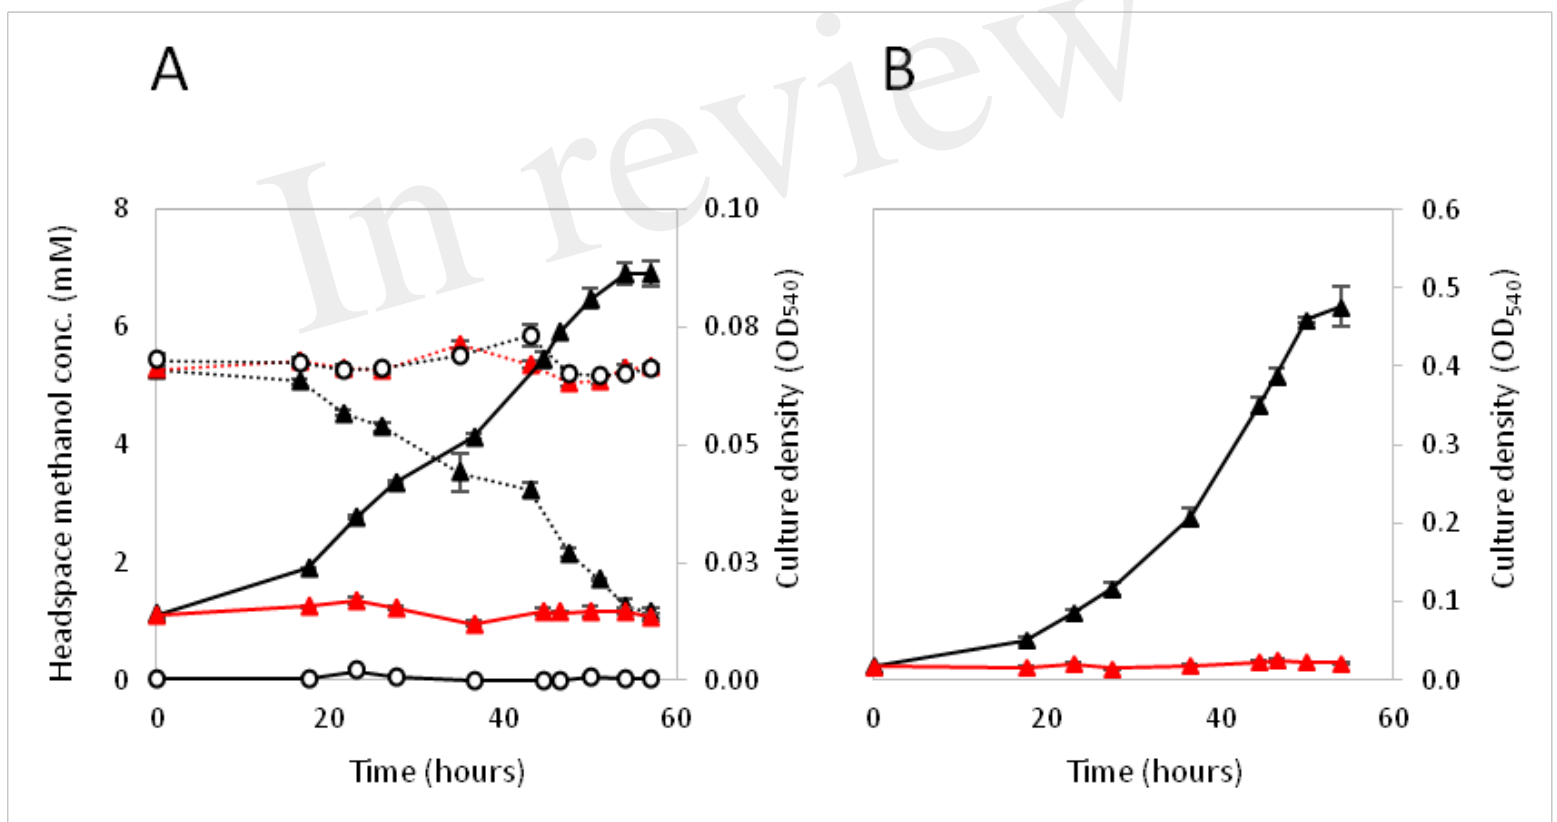 In review
A
B
Headspace methanol conc. (mM)
8
6
4
2
0
0.10
0.08
0.05
0.03
0.00
Culture density (OD540)
0 20 40 60
Time (hours)
0.6
0.5
0.4
0.3
0.2
0.1
0.0
Culture density (OD540)
0 20 40 60
Time (hours)